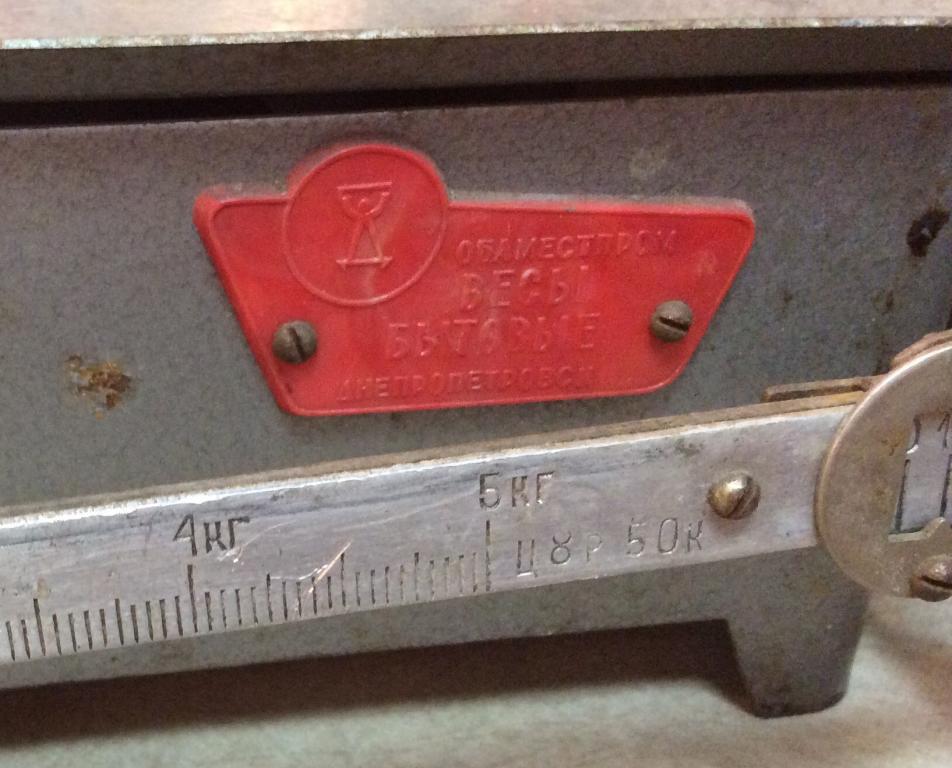 ОБЛМЕСТПРОМ
ВЕСЫ
БЫТОВЫЕ
ДНЕПРОПЕТРОВСК
4КГ 5КГ
Ц 8Р 50К